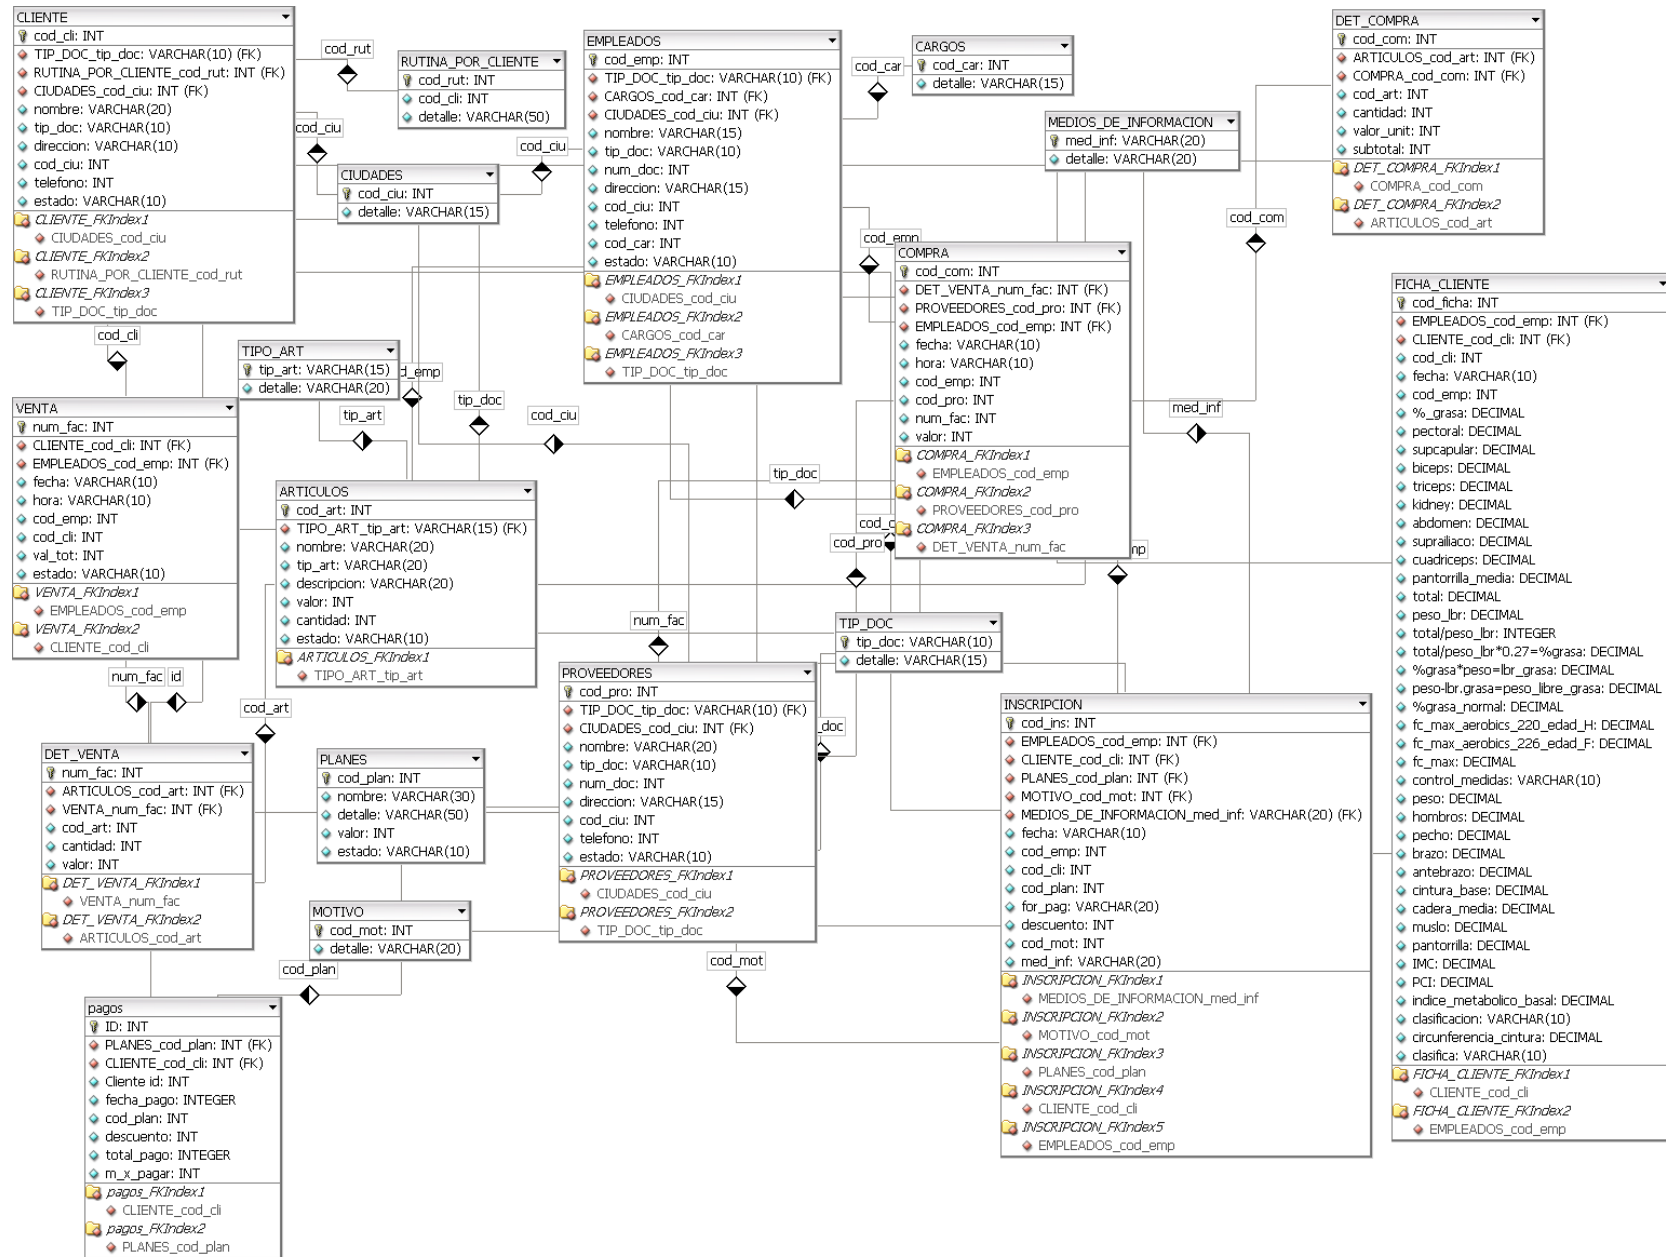 CLIENTE
cod_cli: INT
TIP_DOC_tip_doc: VARCHAR(10) (FK)
RUTINA_POR_CLIENTE_cod_rut: INT (FK)
CIUDADES_cod_ciu: INT (FK)
nombre: VARCHAR(20)
tip_doc: VARCHAR(10)
direccion: VARCHAR(10)
cod_ciu: INT
telefono: INT
estado: VARCHAR(10)
CLIENTE_FKIndex1
CIUDADES_cod_ciu
CLIENTE_FKIndex2
RUTINA_POR_CLIENTE_cod_rut
CLIENTE_FKIndex3
TIP_DOC_tip_doc
cod_rut
RUTINA_POR_CLIENTE
cod_rut: INT
cod_cli: INT
detalle: VARCHAR(50)
cod_ciu
CIUDADES
cod_ciu: INT
detalle: VARCHAR(15)
cod_ciu
EMPLEADOS
cod_emp: INT
TIP_DOC_tip_doc: VARCHAR(10) (FK)
CARGOS_cod_car: INT (FK)
CIUDADES_cod_ciu: INT (FK)
nombre: VARCHAR(15)
tip_doc: VARCHAR(10)
num_doc: INT
direccion: VARCHAR(15)
cod_ciu: INT
telefono: INT
cod_car: INT
estado: VARCHAR(10)
EMPLEADOS_FKIndex1
CIUDADES_cod_ciu
EMPLEADOS_FKIndex2
CARGOS_cod_car
EMPLEADOS_FKIndex3
TIP_DOC_tip_doc
cod_car
CARGOS
cod_car: INT
detalle: VARCHAR(15)
MEDIOS_DE_INFORMACION
med_inf: VARCHAR(20)
detalle: VARCHAR(20)
DET_COMPRA
cod_com: INT
ARTICULOS_cod_art: INT (FK)
COMPRA_cod_com: INT (FK)
cod_art: INT
cantidad: INT
valor_unit: INT
subtotal: INT
DET_COMPRA_FKIndex1
COMPRA_cod_com
DET_COMPRA_FKIndex2
ARTICULOS_cod_art
cod_com
cod_emp
COMPRA
cod_com: INT
DET_VENTA_num_fac: INT (FK)
PROVEEDORES_cod_pro: INT (FK)
EMPLEADOS_cod_emp: INT (FK)
fecha: VARCHAR(10)
hora: VARCHAR(10)
cod_emp: INT
cod_pro: INT
num_fac: INT
valor: INT
COMPRA_FKIndex1
EMPLEADOS_cod_emp
COMPRA_FKIndex2
PROVEEDORES_cod_pro
COMPRA_FKIndex3
DET_VENTA_num_fac
FICHA_CLIENTE
cod_ficha: INT
EMPLEADOS_cod_emp: INT (FK)
CLIENTE_cod_cli: INT (FK)
cod_cli: INT
fecha: VARCHAR(10)
cod_emp: INT
%_grasa: DECIMAL
pectoral: DECIMAL
supcapular: DECIMAL
biceps: DECIMAL
triceps: DECIMAL
kidney: DECIMAL
abdomen: DECIMAL
suprailiaco: DECIMAL
cuadriceps: DECIMAL
pantorrilla_media: DECIMAL
total: DECIMAL
peso_lbr: DECIMAL
total/peso_lbr: INTEGER
total/peso_lbr*0.27=%grasa: DECIMAL
%grasa*peso=lbr_grasa: DECIMAL
peso-lbr.grasa=peso_libre_grasa: DECIMAL
%grasa_normal: DECIMAL
fc_max_aerobics_220_edad_H: DECIMAL
fc_max_aerobics_226_edad_F: DECIMAL
fc_max: DECIMAL
control_medidas: VARCHAR(10)
peso: DECIMAL
hombros: DECIMAL
pecho: DECIMAL
brazo: DECIMAL
antebrazo: DECIMAL
cintura_base: DECIMAL
cadera_media: DECIMAL
muslo: DECIMAL
pantorrilla: DECIMAL
IMC: DECIMAL
PCI: DECIMAL
indice_metabolico_basal: DECIMAL
clasificacion: VARCHAR(10)
circunferencia_cintura: DECIMAL
clasifica: VARCHAR(10)
FICHA_CLIENTE_FKIndex1
CLIENTE_cod_cli
FICHA_CLIENTE_FKIndex2
EMPLEADOS_cod_emp
cod_cli
TIPO_ART
tip_art: VARCHAR(15)
detalle: VARCHAR(20)
d_emp
tip_doc
cod_ciu
tip_art
med_inf
VENTA
num_fac: INT
CLIENTE_cod_cli: INT (FK)
EMPLEADOS_cod_emp: INT (FK)
fecha: VARCHAR(10)
hora: VARCHAR(10)
cod_emp: INT
cod_cli: INT
val_tot: INT
estado: VARCHAR(10)
VENTA_FKIndex1
EMPLEADOS_cod_emp
VENTA_FKIndex2
CLIENTE_cod_cli
ARTICULOS
cod_art: INT
TIPO_ART_tip_art: VARCHAR(15) (FK)
nombre: VARCHAR(20)
tip_art: VARCHAR(20)
descripcion: VARCHAR(20)
valor: INT
cantidad: INT
estado: VARCHAR(10)
ARTICULOS_FKIndex1
TIPO_ART_tip_art
tip_doc
cod_pro
mp
num_fac
TIP_DOC
tip_doc: VARCHAR(10)
detalle: VARCHAR(15)
num_fac
id
cod_art
PROVEEDORES
cod_pro: INT
TIP_DOC_tip_doc: VARCHAR(10) (FK)
CIUDADES_cod_ciu: INT (FK)
nombre: VARCHAR(20)
tip_doc: VARCHAR(10)
num_doc: INT
direccion: VARCHAR(15)
cod_ciu: INT
telefono: INT
estado: VARCHAR(10)
PROVEEDORES_FKIndex1
CIUDADES_cod_ciu
PROVEEDORES_FKIndex2
TIP_DOC_tip_doc
_doc
INSCRIPCION
cod_ins: INT
EMPLEADOS_cod_emp: INT (FK)
CLIENTE_cod_cli: INT (FK)
PLANES_cod_plan: INT (FK)
MOTIVO_cod_mot: INT (FK)
MEDIOS_DE_INFORMACION_med_inf: VARCHAR(20) (FK)
fecha: VARCHAR(10)
cod_emp: INT
cod_cli: INT
cod_plan: INT
for_pag: VARCHAR(20)
descuento: INT
cod_mot: INT
med_inf: VARCHAR(20)
INSCRIPCION_FKIndex1
MEDIOS_DE_INFORMACION_med_inf
INSCRIPCION_FKIndex2
MOTIVO_cod_mot
INSCRIPCION_FKIndex3
PLANES_cod_plan
INSCRIPCION_FKIndex4
CLIENTE_cod_cli
INSCRIPCION_FKIndex5
EMPLEADOS_cod_emp
DET_VENTA
num_fac: INT
ARTICULOS_cod_art: INT (FK)
VENTA_num_fac: INT (FK)
cod_art: INT
cantidad: INT
valor: INT
DET_VENTA_FKIndex1
VENTA_num_fac
DET_VENTA_FKIndex2
ARTICULOS_cod_art
PLANES
cod_plan: INT
nombre: VARCHAR(30)
detalle: VARCHAR(50)
valor: INT
estado: VARCHAR(10)
MOTIVO
cod_mot: INT
detalle: VARCHAR(20)
cod_plan
cod_mot
pagos
ID: INT
PLANES_cod_plan: INT (FK)
CLIENTE_cod_cli: INT (FK)
Cliente id: INT
fecha_pago: INTEGER
cod_plan: INT
descuento: INT
total_pago: INTEGER
m_x_pagar: INT
pagos_FKIndex1
CLIENTE_cod_cli
pagos_FKIndex2
PLANES_cod_plan